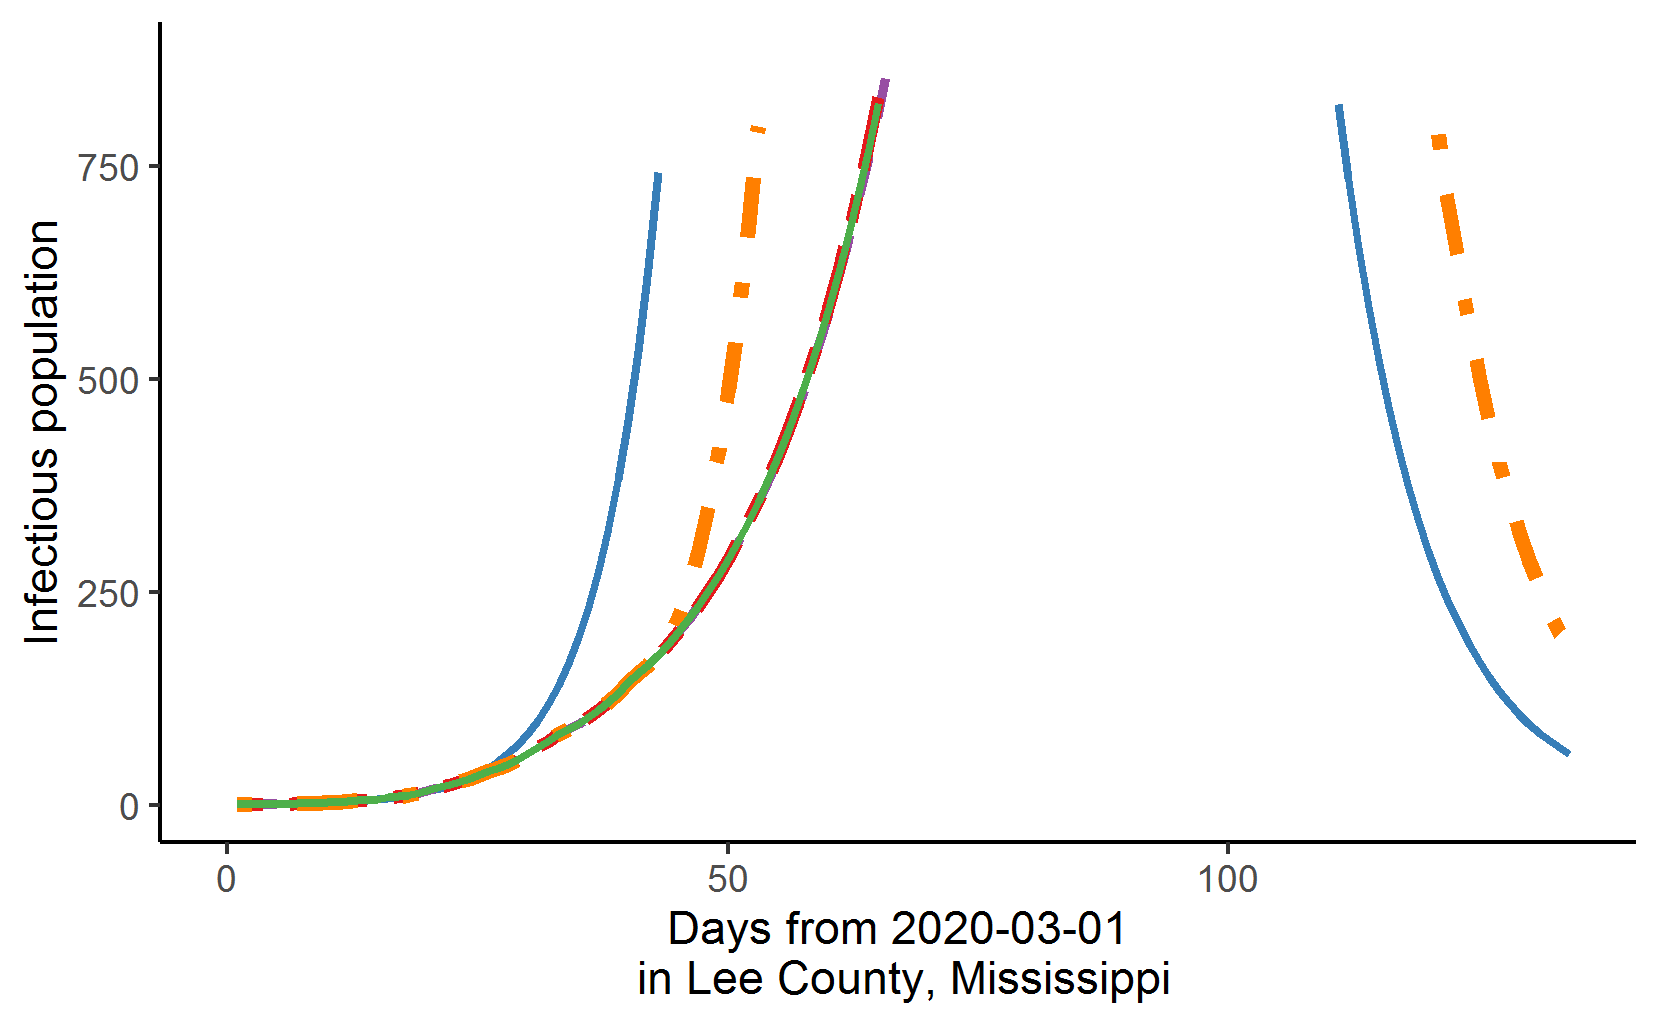 Infectious population
750
500
250
0
0 50 100
Days from 2020-03-01
in Lee County, Mississippi